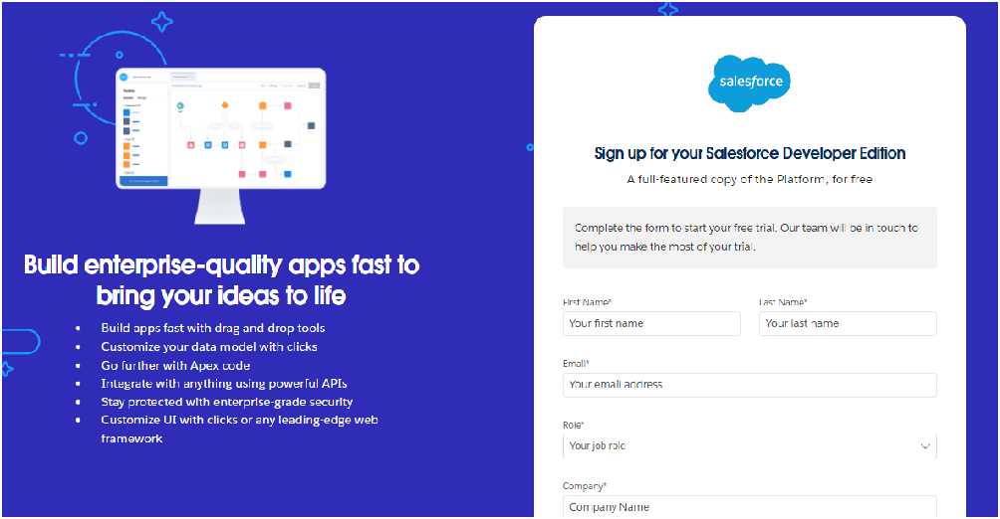 Build enterprise-quality apps fast to
bring your ideas to life
• Build apps fast with drag and drop tools
• Customize your data model with clicks
• Go further with Apex code
• Integrate with anything using powerful APIs
• Stay protected with enterprise-grade security
• Customize UI with clicks or any leading-edge web
framework
salesforce
Sign up for your Salesforce Developer Edition
A full-featured copy of the Platform, for free
Complete the form to start your free trial. Our team will be in touch to
help you make the most of your trial.
First Name* Last Name*
Your first name Your last name
Email*
Your email address
Role*
Your job role
Company*
Company Name